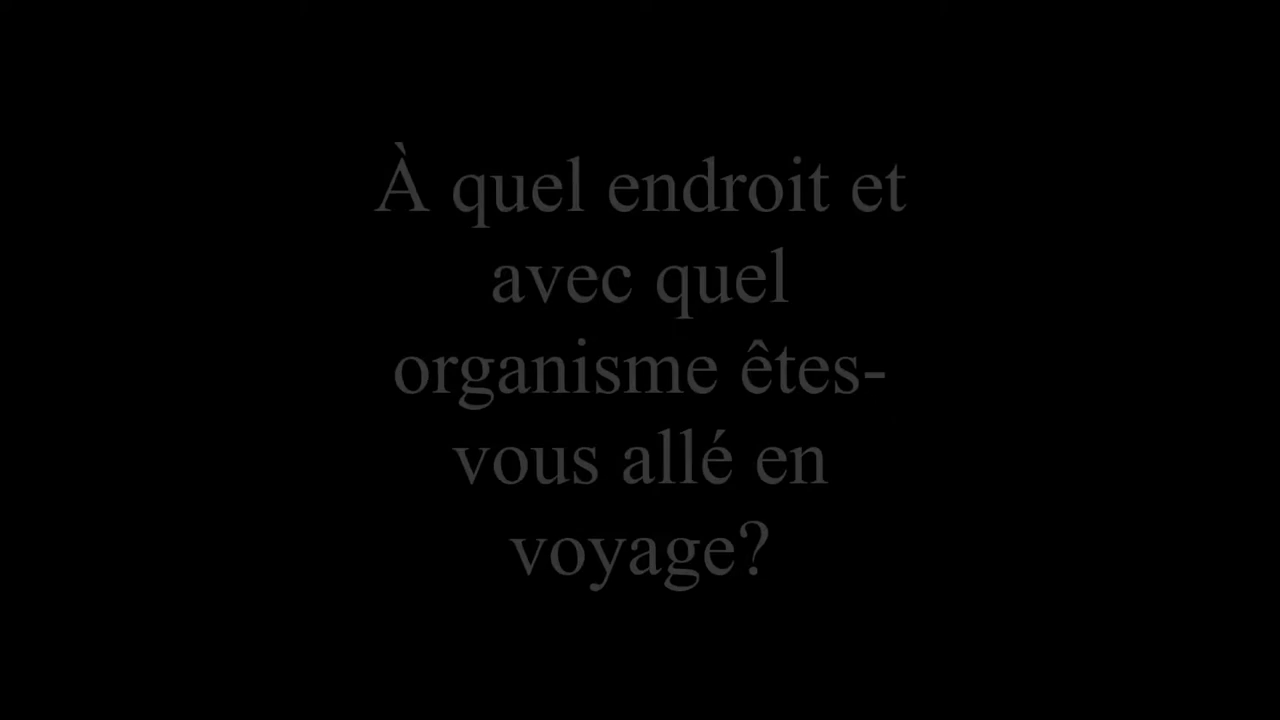 À quel endroit et
avec quel
organisme êtes-
vous allé en
voyage?